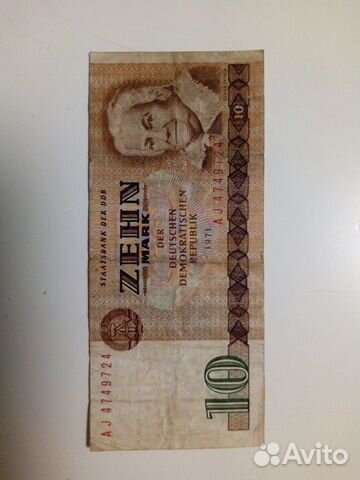 STAATSBANK DER DDR
ZEHN
MARK
DER
DEUTSCHEN
DEMOKRATISCHEN
REPUBLIK
1971
10
AJ 4749724
AJ 4749724
10
Avito